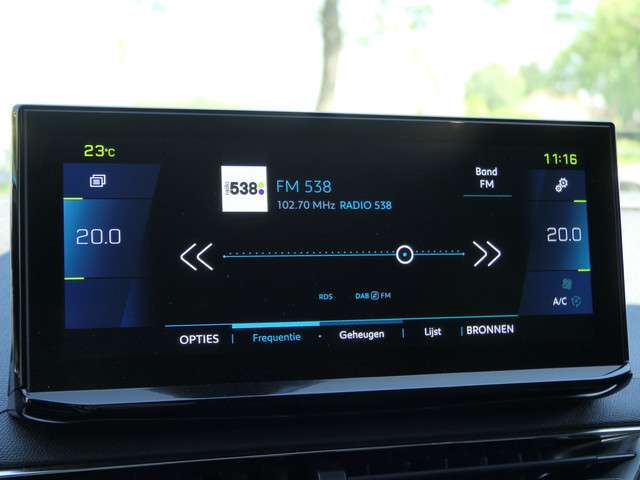 23°C
11:16
radio 538
FM 538
102.70 MHz RADIO 538
Band
FM
20.0
20.0
RDS DAB FM
A/C
OPTIES Frequentie Geheugen Lijst BRONNEN